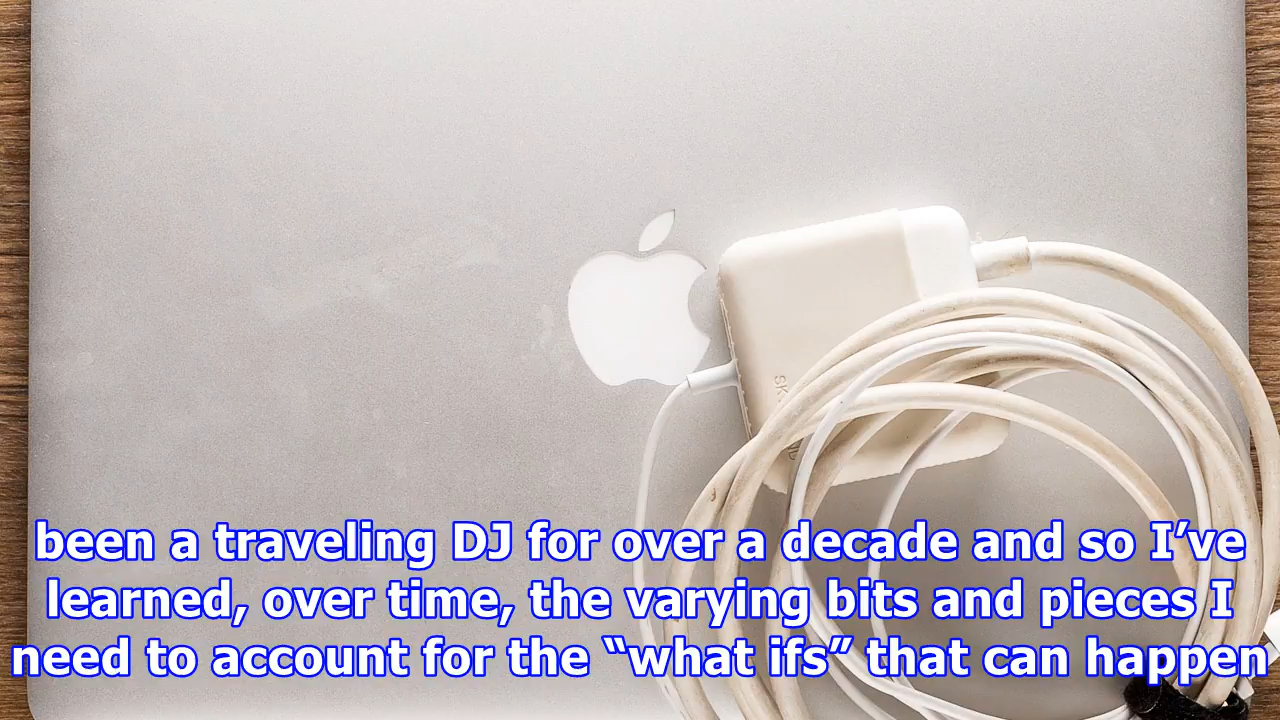 been a traveling DJ for over a decade and so I’ve
learned, over time, the varying bits and pieces I
need to account for the “what ifs” that can happen